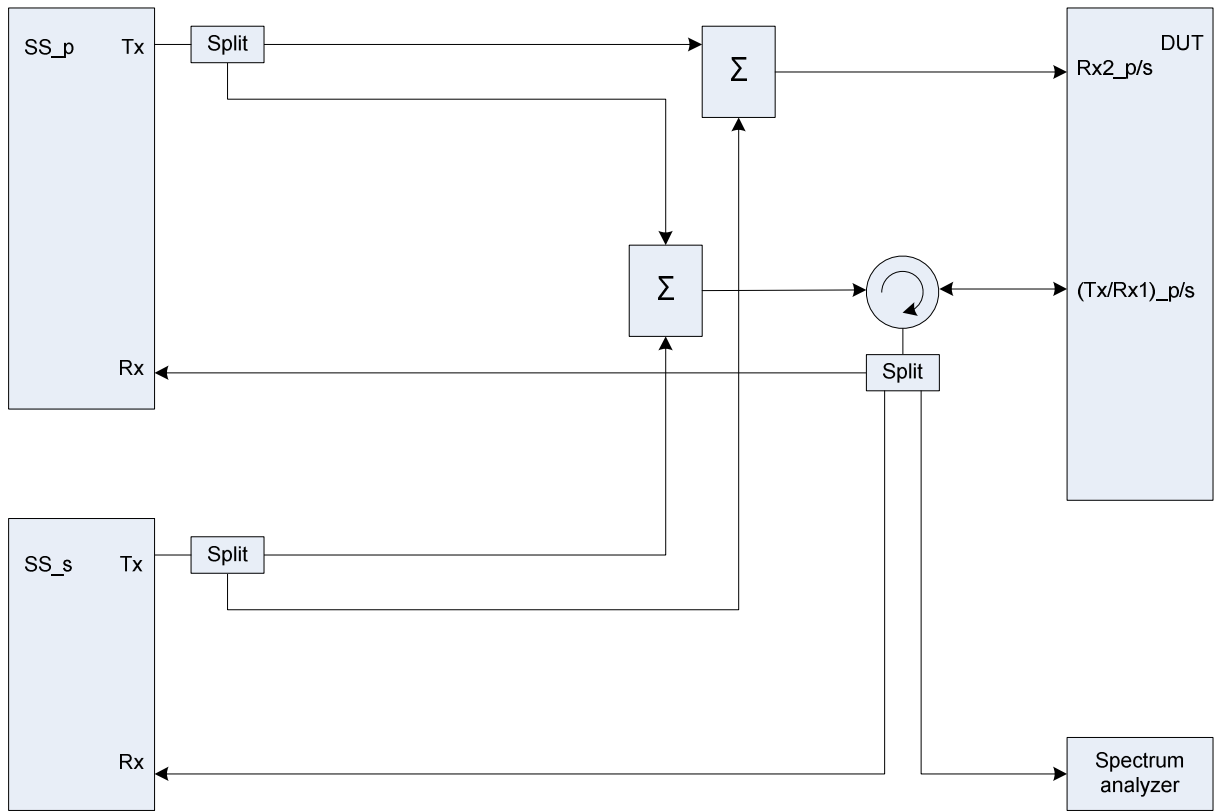 SS_p
Tx
Split
Σ
DUT
Rx2_p/s
Σ
(Tx/Rx1)_p/s
Rx
Split
SS_s
Tx
Split
Rx
Spectrum
analyzer